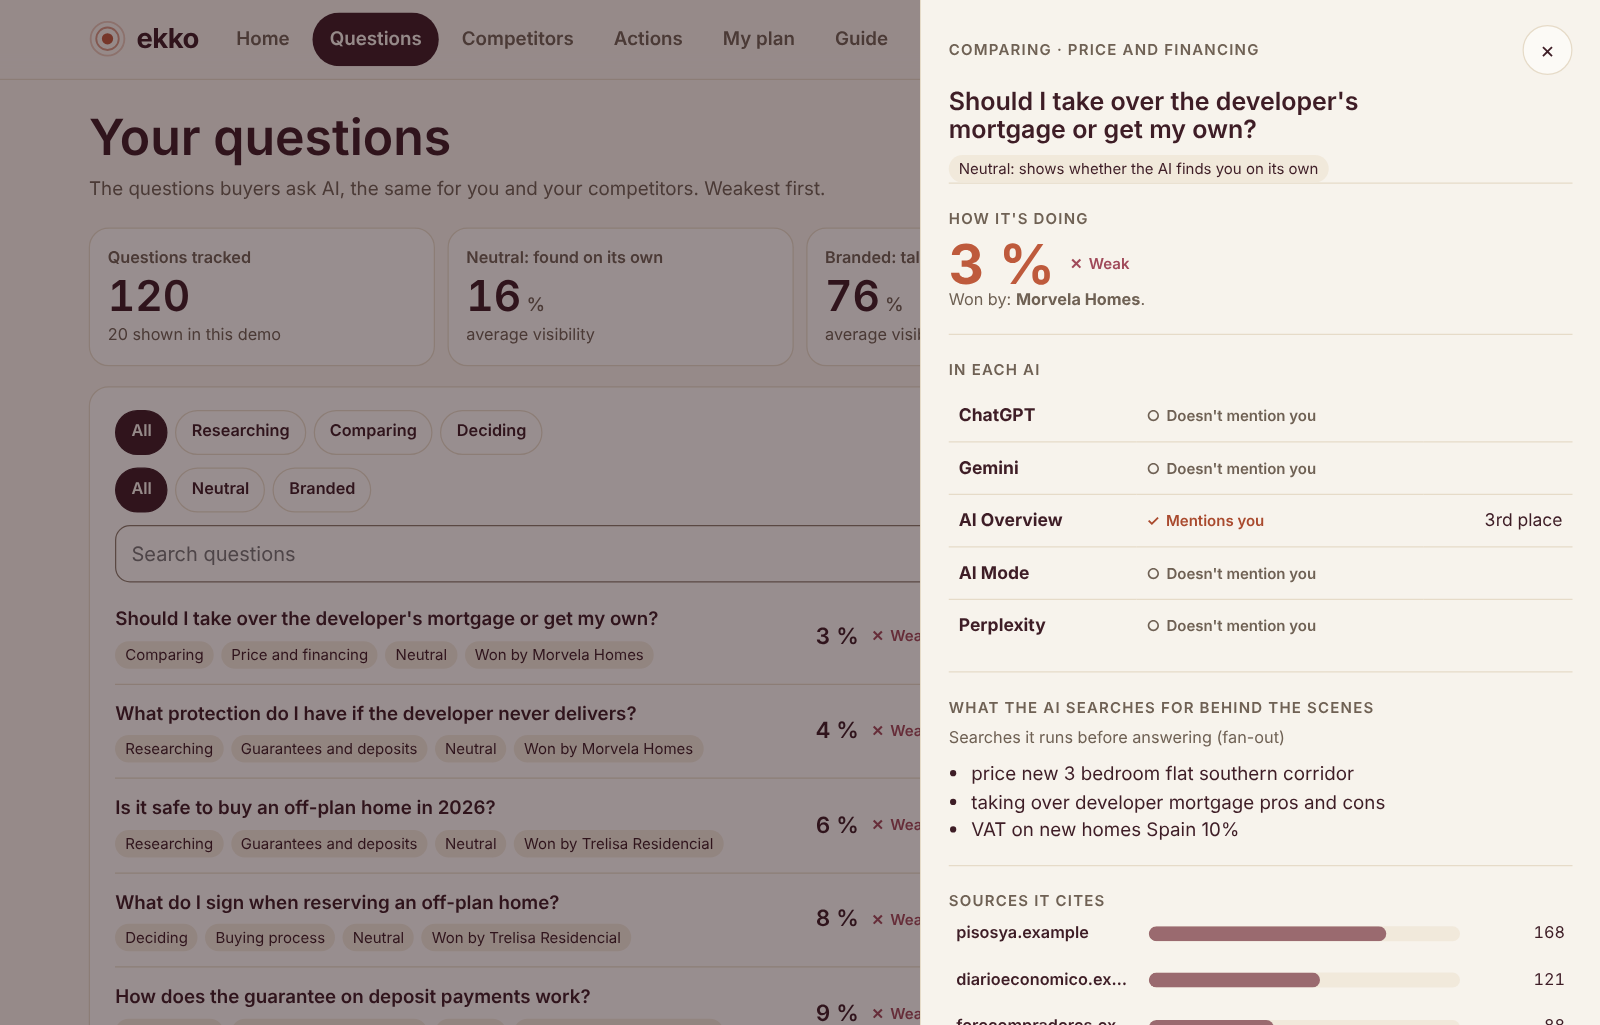 ekko
Home
Questions
Competitors
Actions
My plan
Guide
Your questions
The questions buyers ask AI, the same for you and your competitors. Weakest first.
Questions tracked
120
20 shown in this demo
Neutral: found on its own
16 %
average visibility
Branded:
76 %
average
All
Researching
Comparing
Deciding
All
Neutral
Branded
Search questions
Should I take over the developer's mortgage or get my own?
Comparing
Price and financing
Neutral
Won by Morvela Homes
3 %
What protection do I have if the developer never delivers?
Researching
Guarantees and deposits
Neutral
Won by Morvela Homes
4 %
Is it safe to buy an off-plan home in 2026?
Researching
Guarantees and deposits
Neutral
Won by Trelisa Residencial
6 %
What do I sign when reserving an off-plan home?
Deciding
Buying process
Neutral
Won by Trelisa Residencial
8 %
How does the guarantee on deposit payments work?
9 %
COMPARING · PRICE AND FINANCING
×
Should I take over the developer's
mortgage or get my own?
Neutral: shows whether the AI finds you on its own
HOW IT'S DOING
3 %
× Weak
Won by: Morvela Homes.
IN EACH AI
ChatGPT
Doesn't mention you
Gemini
Doesn't mention you
AI Overview
✓ Mentions you
3rd place
AI Mode
Doesn't mention you
Perplexity
Doesn't mention you
WHAT THE AI SEARCHES FOR BEHIND THE SCENES
Searches it runs before answering (fan-out)
• price new 3 bedroom flat southern corridor
• taking over developer mortgage pros and cons
• VAT on new homes Spain 10%
SOURCES IT CITES
pisosya.example
168
diarioeconomico.ex...
121